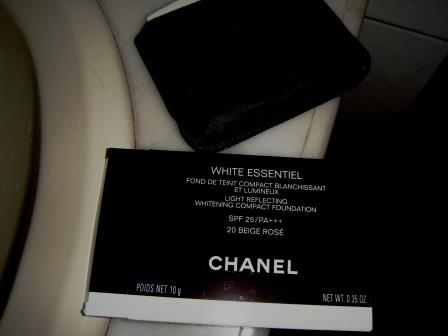 WHITE ESSENTIEL
FOND DE TEINT COMPACT BLANCHISSANT
ET LUMINEUX
LIGHT REFLECTING
WHITENING COMPACT FOUNDATION
SPF 25/PA+++
20 BEIGE ROSÉ
CHANEL
POIDS NET 10 g NET WT. 0.35 OZ.